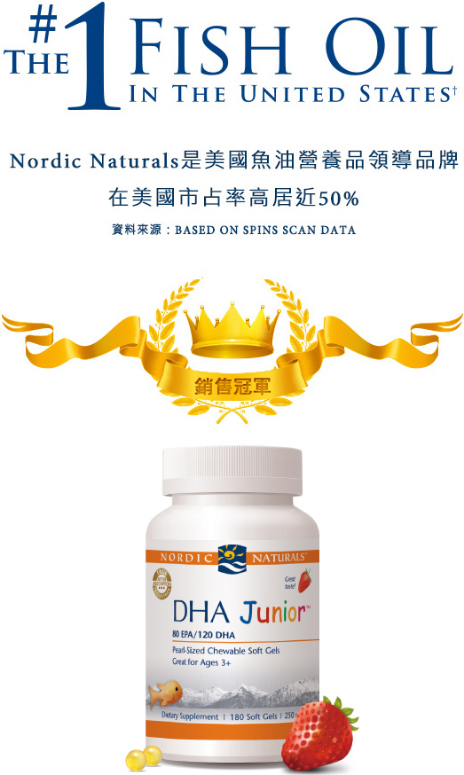 THE #1 FISH OIL
IN THE UNITED STATES†
Nordic Naturals是美國魚油營養品領導品牌
在美國市占率高居近50%
資料來源：BASED ON SPINS SCAN DATA
銷售冠軍
NORDIC NATURALS™
Great
taste!
DHA Junior™
80 EPA/120 DHA
Pearl-Sized Chewable Soft Gels
Great for Ages 3+
Dietary Supplement | 180 Soft Gels | 250